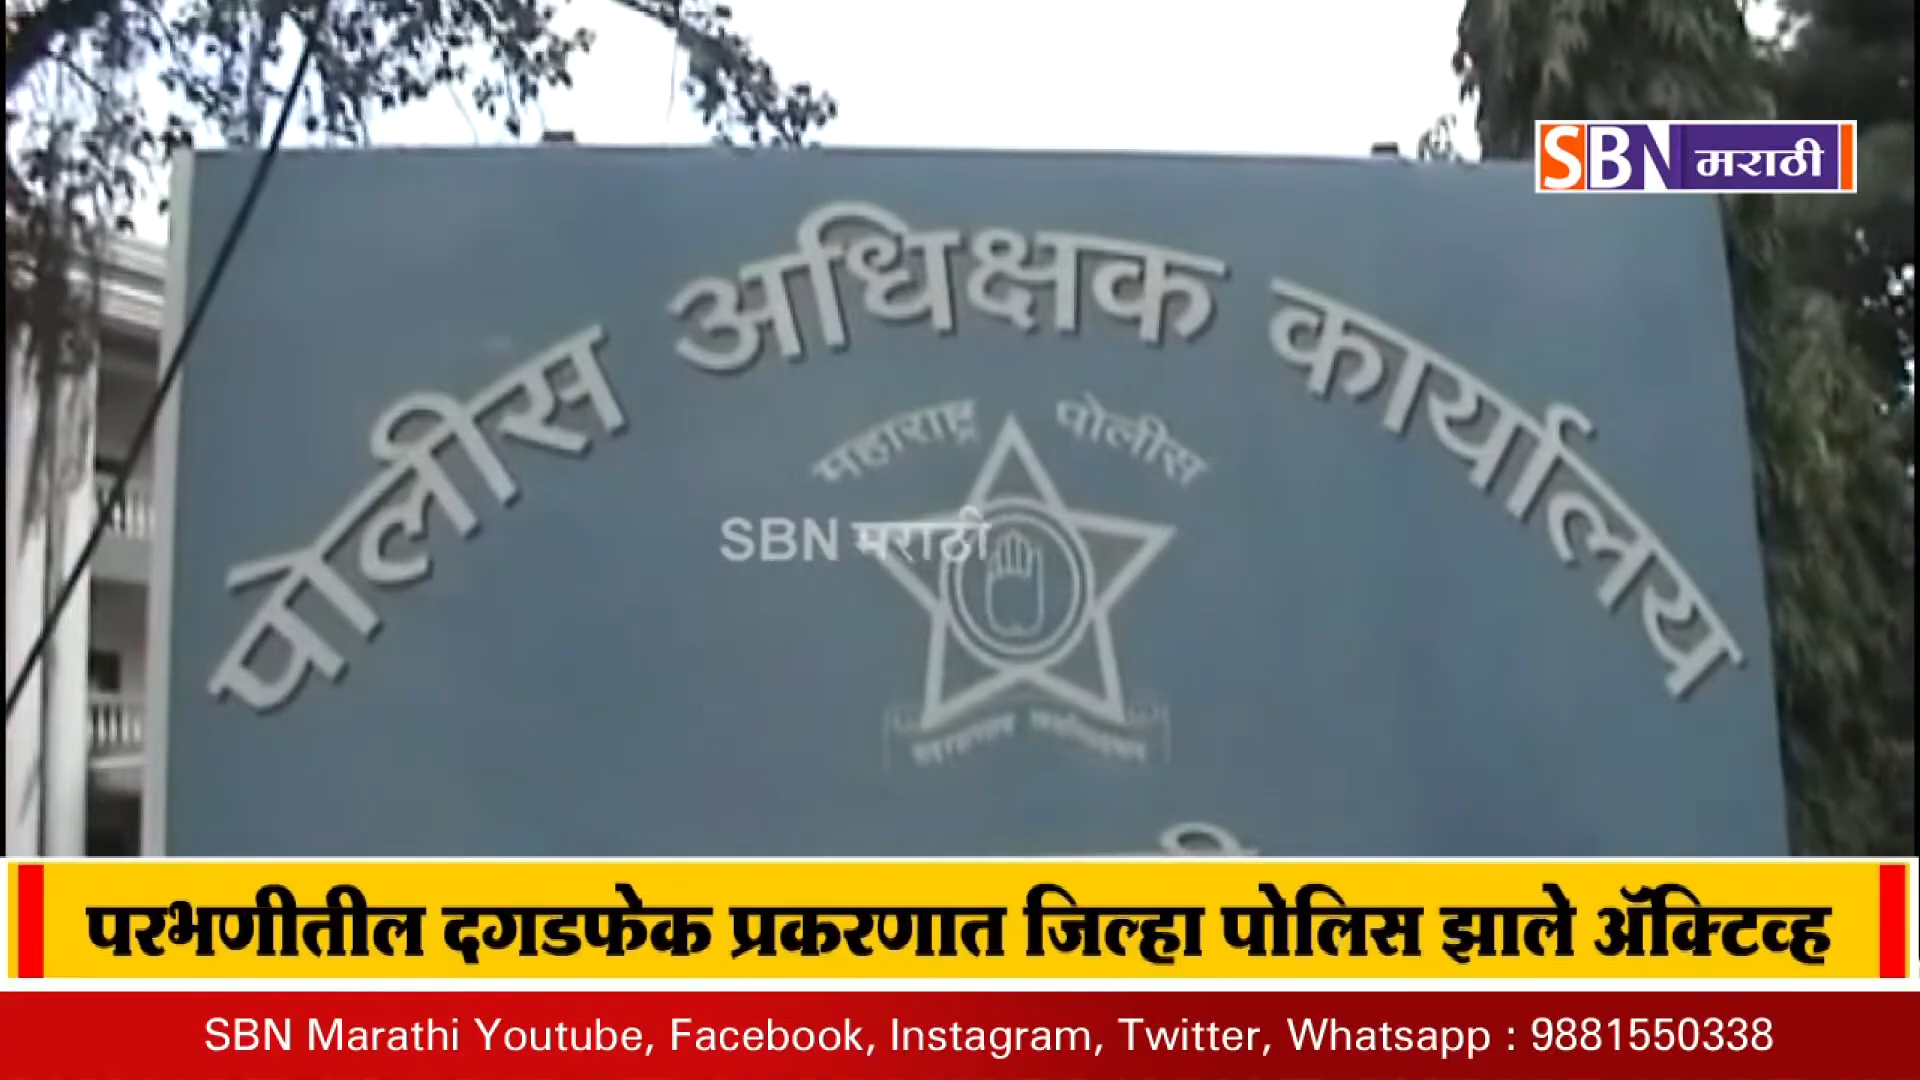 SBN मराठी
पोलीस अधिक्षक कार्यालय
महाराष्ट्र पोलीस
SBN मराठी
परभणीतील दगडफेक प्रकरणात जिल्हा पोलिस झाले ॲक्टिव्ह
SBN Marathi Youtube, Facebook, Instagram, Twitter, Whatsapp : 9881550338